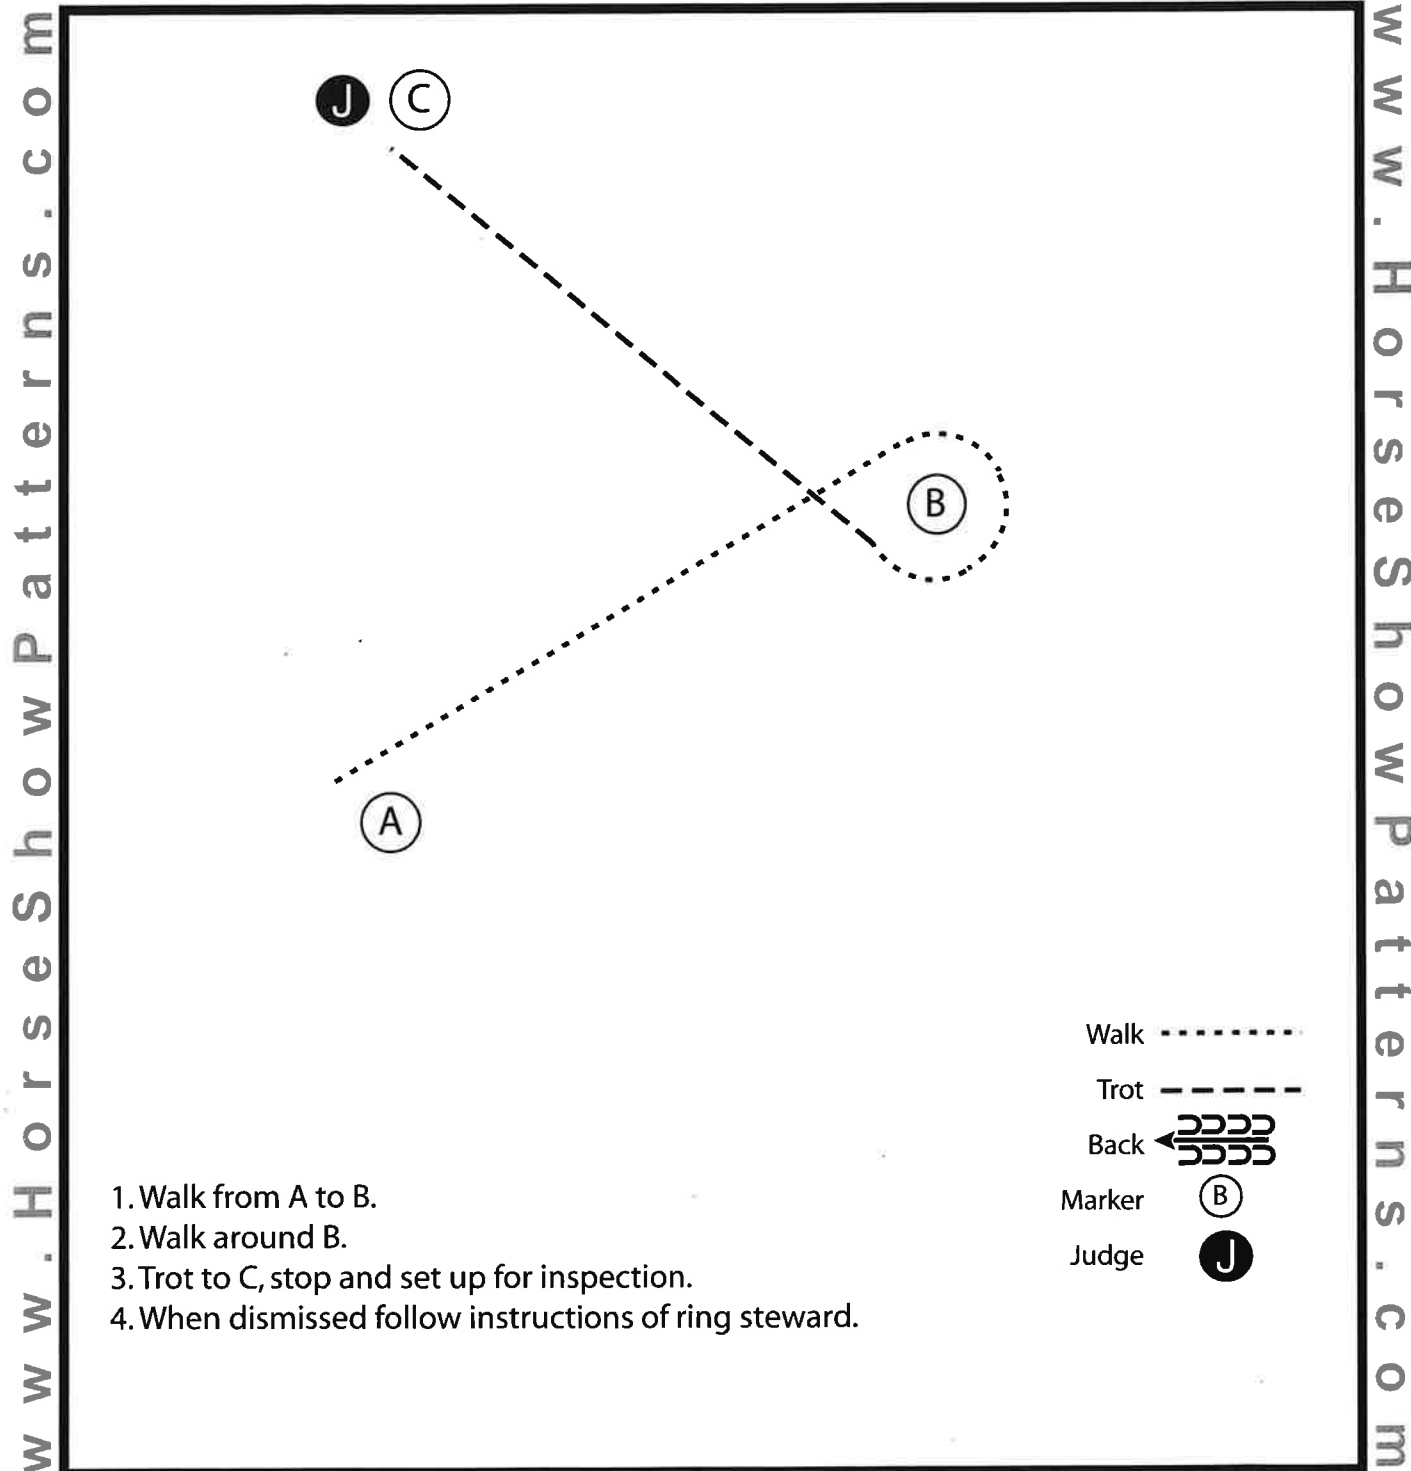 www.HorseShowPatterns.com
www.HorseShowPatterns.com
J C
B
A
Walk
Trot
Back
Marker B
Judge J
1. Walk from A to B.
2. Walk around B.
3. Trot to C, stop and set up for inspection.
4. When dismissed follow instructions of ring steward.